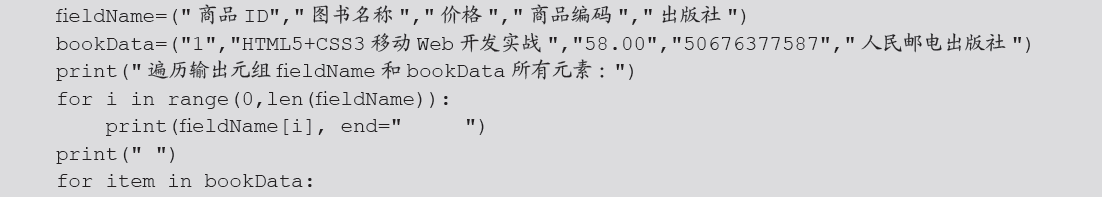 fieldName=("商品ID","图书名称","价格","商品编码","出版社")
bookData=("1","HTML5+CSS3移动Web开发实战","58.00","50676377587","人民邮电出版社")
print("遍历输出元组fieldName和bookData所有元素：")
for i in range(0,len(fieldName)):
    print(fieldName[i], end="     ")
print(" ")
for item in bookData: